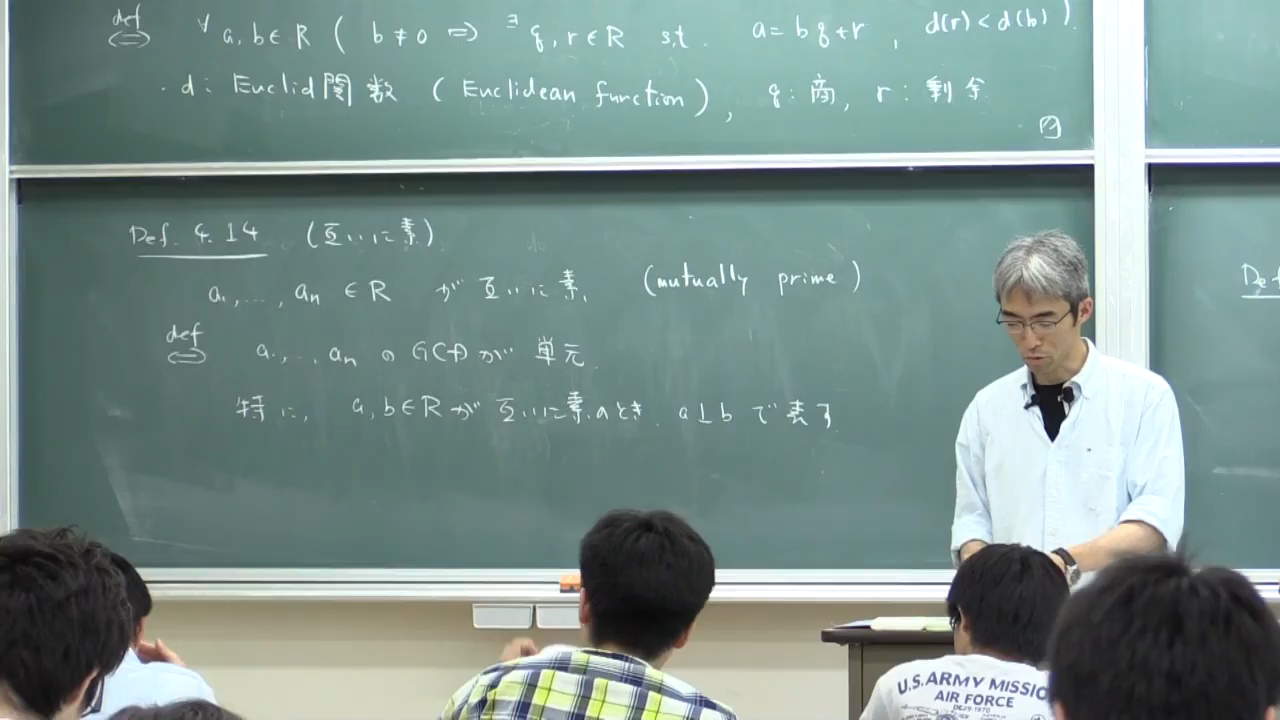 def
⇔ ∀a, b ∈ R ( b ≠ 0 ⇒ ∃q, r ∈ R s.t. a = bq + r , d(r) < d(b) ).
・d : Euclid関数 ( Euclidean function ) , q : 商, r : 剰余
Def. 4.14 (互いに素)
a₁, …, aₙ ∈ R が 互いに素 (mutually prime)
def
⇔ a₁, …, aₙ の GCD が 単元.
特に, a, b ∈ R が 互いに素のとき. a⊥b で表す
Def
U.S.ARMY MISSIO
AIR FORCE